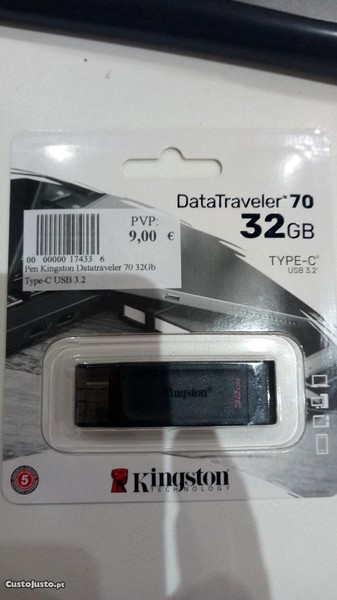 DataTraveler® 70
32GB
TYPE-C®
USB 3.2
PVP:
9,00 €
00 00000 17433 6
Pen Kingston Datatraveler 70 32Gb
Type-C USB 3.2
Kingston
32GB
5
Kingston
TECHNOLOGY
CustoJusto.pt